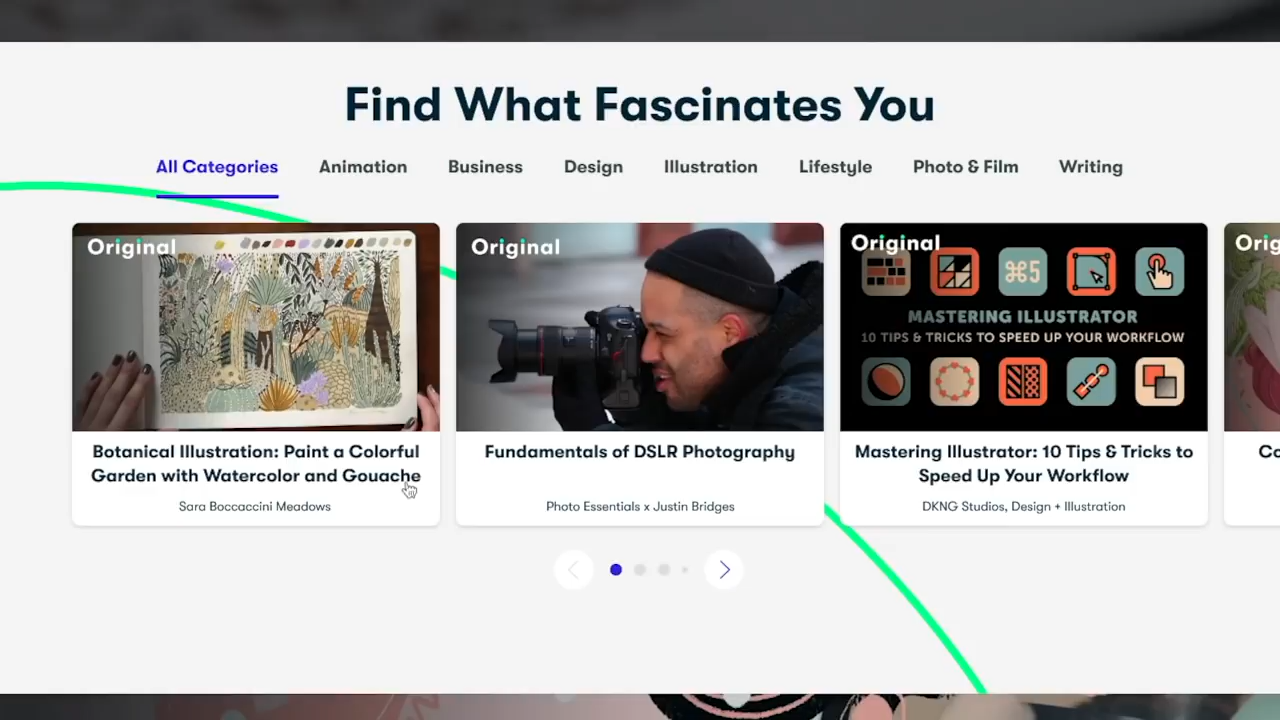 Find What Fascinates You
All Categories Animation Business Design Illustration Lifestyle Photo & Film Writing
Original
Botanical Illustration: Paint a Colorful
Garden with Watercolor and Gouache
Sara Boccaccini Meadows
Original
Fundamentals of DSLR Photography
Photo Essentials x Justin Bridges
Original
⌘5
MASTERING ILLUSTRATOR
10 TIPS & TRICKS TO SPEED UP YOUR WORKFLOW
Mastering Illustrator: 10 Tips & Tricks to
Speed Up Your Workflow
DKNG Studios, Design + Illustration
Orig
Co